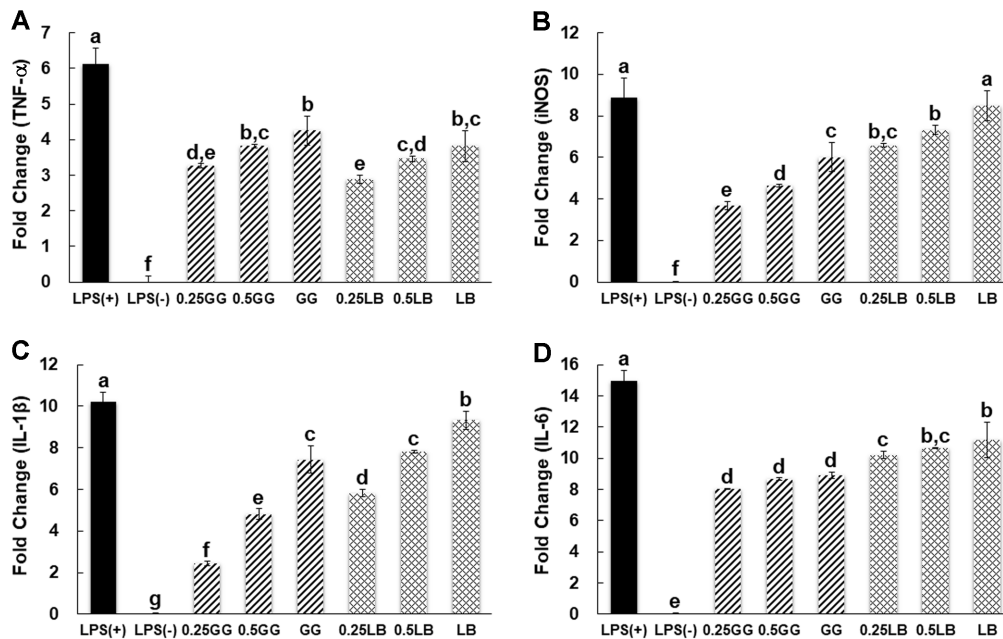 A
Fold Change (TNF-α)
7
6
5
4
3
2
1
0
a
f
d,e
b,c
b
e
c,d
b,c
LPS(+) LPS(-) 0.25GG 0.5GG GG 0.25LB 0.5LB LB
B
Fold Change (iNOS)
12
10
8
6
4
2
0
a
f
e
d
c
b,c
b
a
LPS(+) LPS(-) 0.25GG 0.5GG GG 0.25LB 0.5LB LB
C
Fold Change (IL-1β)
12
10
8
6
4
2
0
a
g
f
e
c
d
c
b
LPS(+) LPS(-) 0.25GG 0.5GG GG 0.25LB 0.5LB LB
D
Fold Change (IL-6)
16
14
12
10
8
6
4
2
0
a
e
d
d
d
c
b,c
b
LPS(+) LPS(-) 0.25GG 0.5GG GG 0.25LB 0.5LB LB